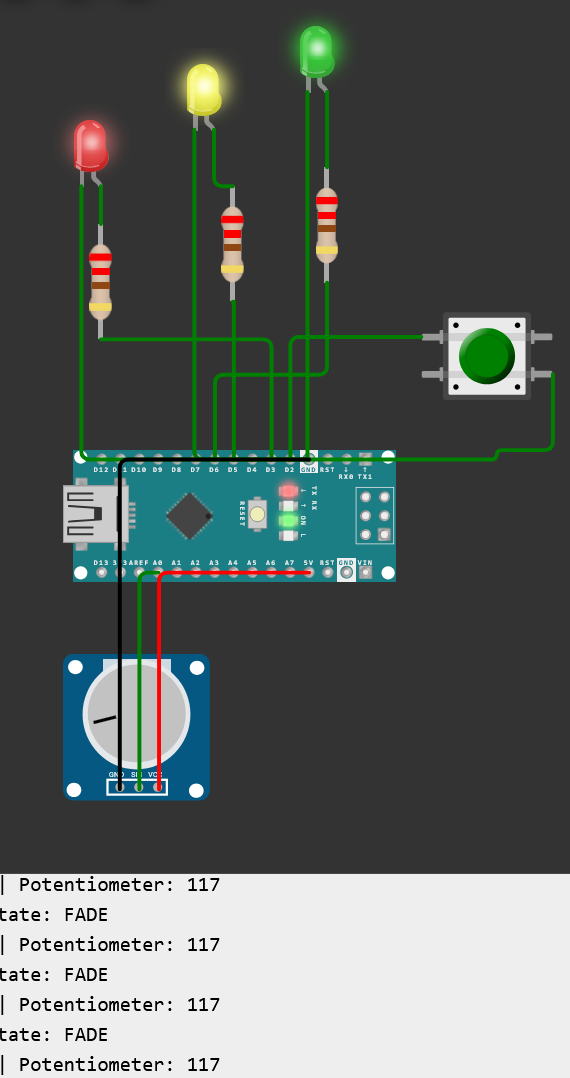 D12 D11 D10 D9 D8 D7 D6 D5 D4 D3 D2 GND RST ↓ ↑
RX0 TX1
RESET
TX RX
↓
↑
ON
L
D13 3V3 AREF A0 A1 A2 A3 A4 A5 A6 A7 5V RST GND VIN
GND SIG VCC
| Potentiometer: 117
tate: FADE
| Potentiometer: 117
tate: FADE
| Potentiometer: 117
tate: FADE
| Potentiometer: 117